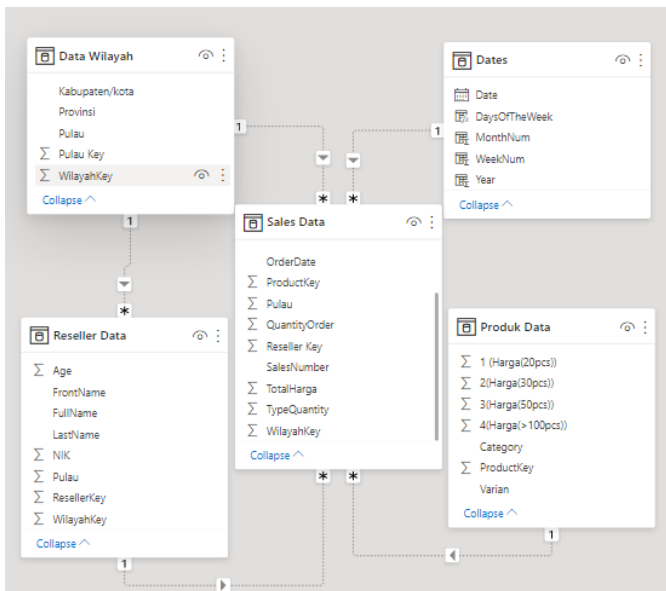 Data Wilayah
Kabupaten/kota
Provinsi
Pulau
Σ Pulau Key
Σ WilayahKey
Collapse
1
1
Dates
Date
DaysOfTheWeek
MonthNum
WeekNum
Year
Collapse
1
*
*
Sales Data
OrderDate
Σ ProductKey
Σ Pulau
Σ QuantityOrder
Σ Reseller Key
SalesNumber
Σ TotalHarga
Σ TypeQuantity
Σ WilayahKey
Collapse
*
*
*
Reseller Data
Σ Age
FrontName
FullName
LastName
Σ NIK
Σ Pulau
Σ ResellerKey
Σ WilayahKey
Collapse
1
Produk Data
Σ 1 (Harga(20pcs))
Σ 2(Harga(30pcs))
Σ 3(Harga(50pcs))
Σ 4(Harga(>100pcs))
Category
Σ ProductKey
Varian
Collapse
1